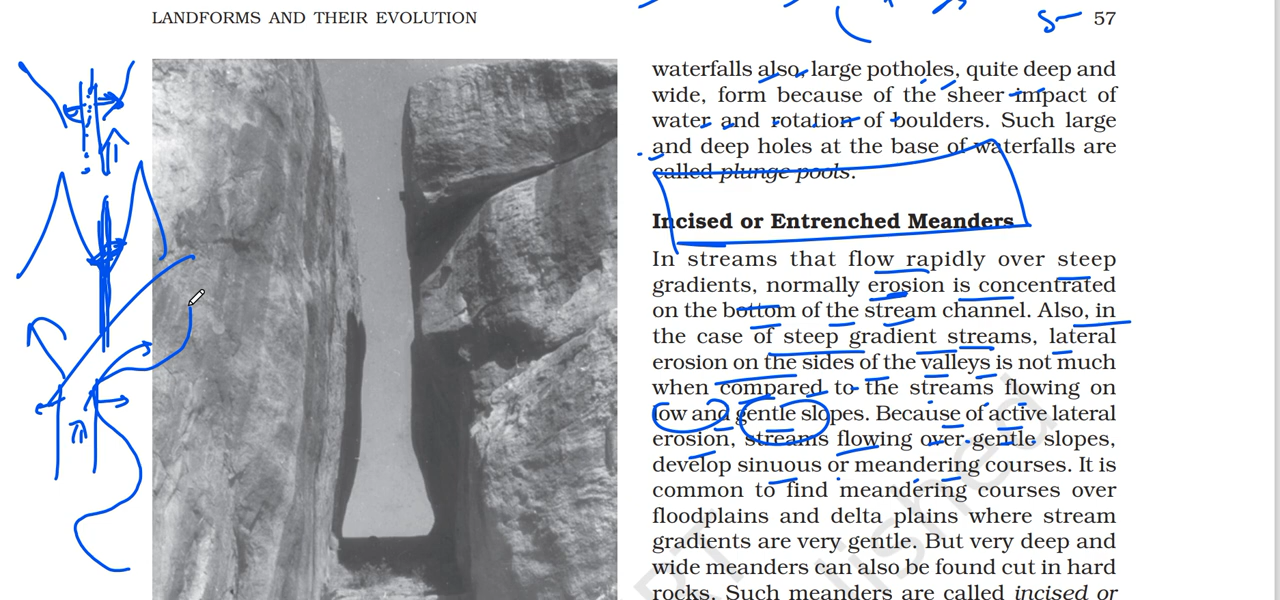 LANDFORMS AND THEIR EVOLUTION
57
waterfalls also, large potholes, quite deep and
wide, form because of the sheer impact of
water and rotation of boulders. Such large
and deep holes at the base of waterfalls are
called plunge pools.
Incised or Entrenched Meanders
In streams that flow rapidly over steep
gradients, normally erosion is concentrated
on the bottom of the stream channel. Also, in
the case of steep gradient streams, lateral
erosion on the sides of the valleys is not much
when compared to the streams flowing on
low and gentle slopes. Because of active lateral
erosion, streams flowing over gentle slopes,
develop sinuous or meandering courses. It is
common to find meandering courses over
floodplains and delta plains where stream
gradients are very gentle. But very deep and
wide meanders can also be found cut in hard
rocks. Such meanders are called incised or